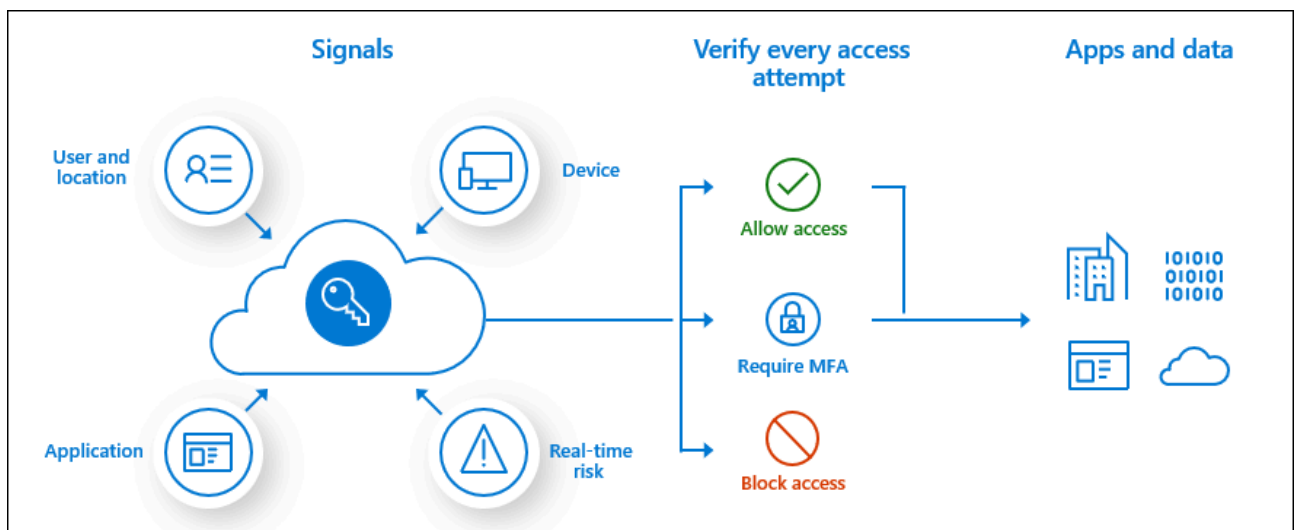 Signals
Verify every access
attempt
Apps and data
User and
location
Device
Allow access
101010
010101
101010
Require MFA
Application
Real-time
risk
Block access